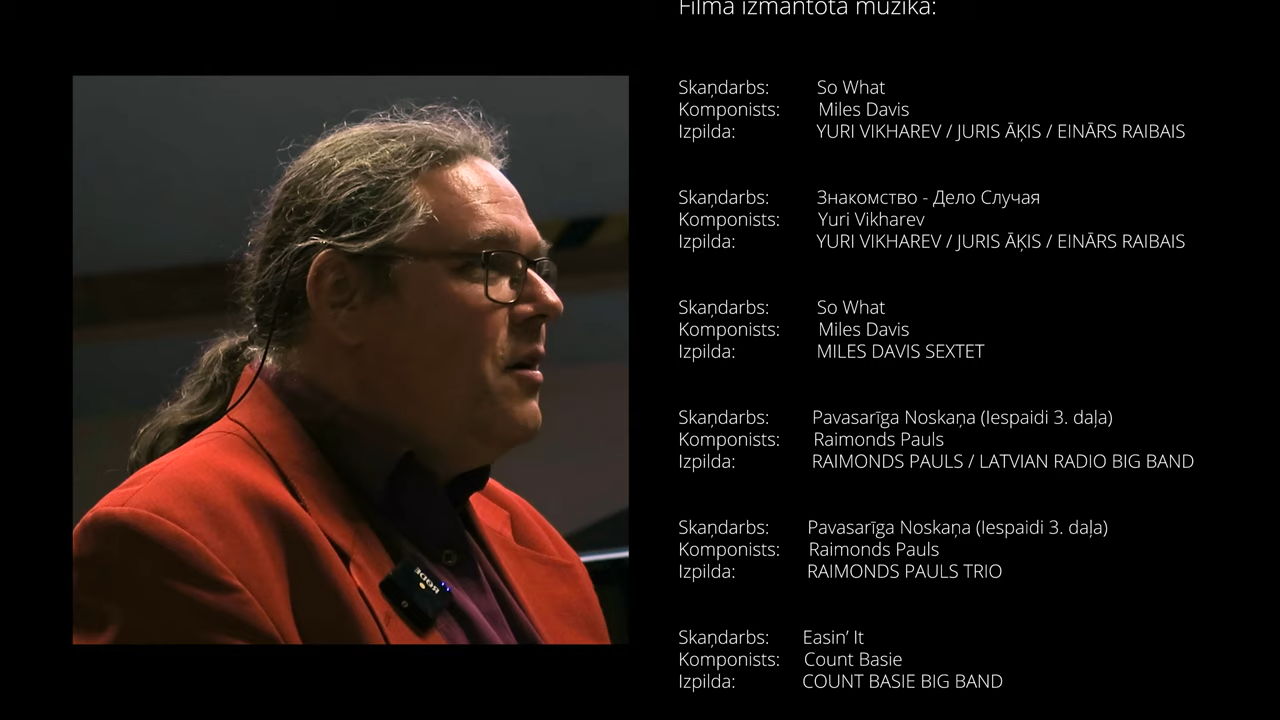 Filmā izmantotā mūzika:
Skaņdarbs: So What
Komponists: Miles Davis
Izpilda: YURI VIKHAREV / JURIS ĀĶIS / EINĀRS RAIBAIS
Skaņdarbs: Знакомство - Дело Случая
Komponists: Yuri Vikharev
Izpilda: YURI VIKHAREV / JURIS ĀĶIS / EINĀRS RAIBAIS
Skaņdarbs: So What
Komponists: Miles Davis
Izpilda: MILES DAVIS SEXTET
Skaņdarbs: Pavasarīga Noskaņa (Iespaidi 3. daļa)
Komponists: Raimonds Pauls
Izpilda: RAIMONDS PAULS / LATVIAN RADIO BIG BAND
Skaņdarbs: Pavasarīga Noskaņa (Iespaidi 3. daļa)
Komponists: Raimonds Pauls
Izpilda: RAIMONDS PAULS TRIO
Skaņdarbs: Easin’ It
Komponists: Count Basie
Izpilda: COUNT BASIE BIG BAND
RODE